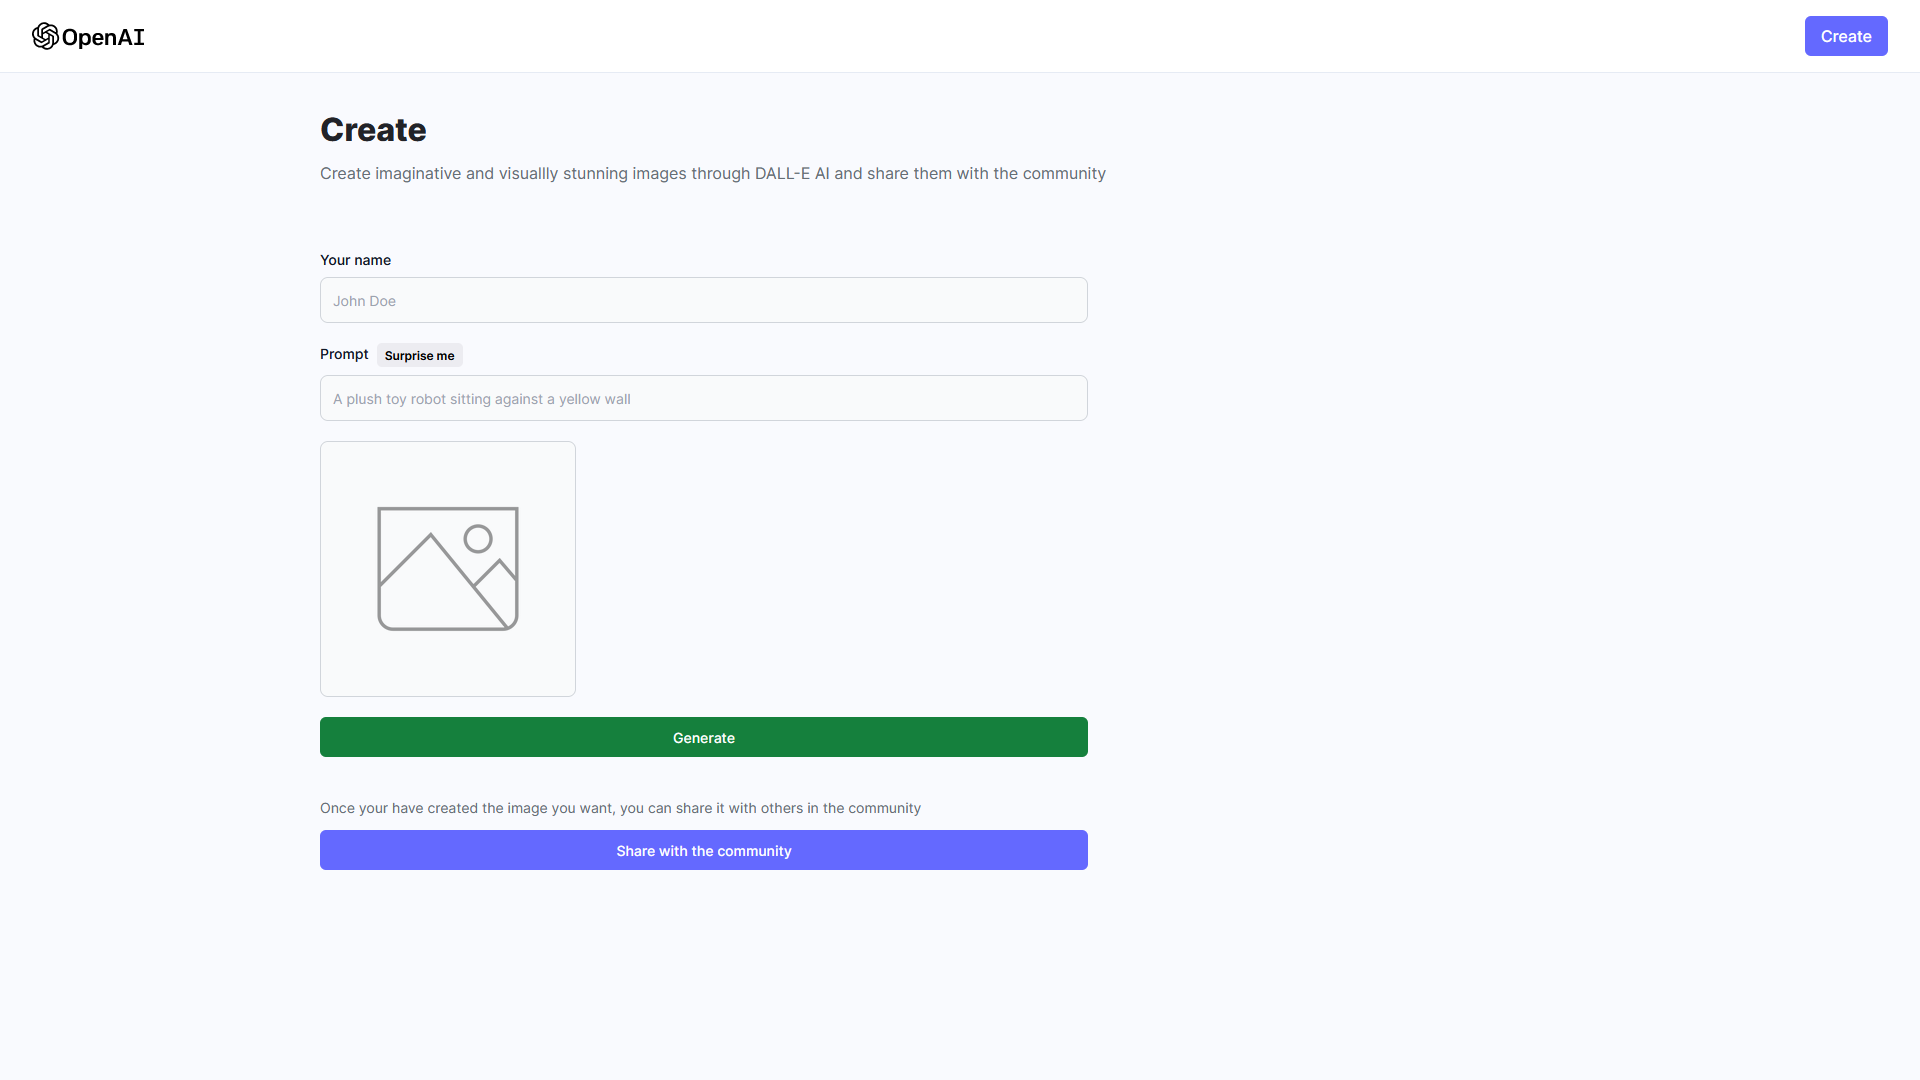 OpenAI
Create
Create
Create imaginative and visuallly stunning images through DALL-E AI and share them with the community
Your name
John Doe
Prompt Surprise me
A plush toy robot sitting against a yellow wall
Generate
Once your have created the image you want, you can share it with others in the community
Share with the community